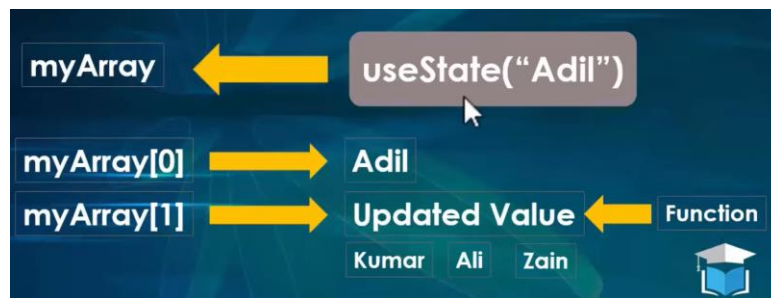 myArray useState(“Adil”)
myArray[0] Adil
myArray[1] Updated Value Function
Kumar Ali Zain